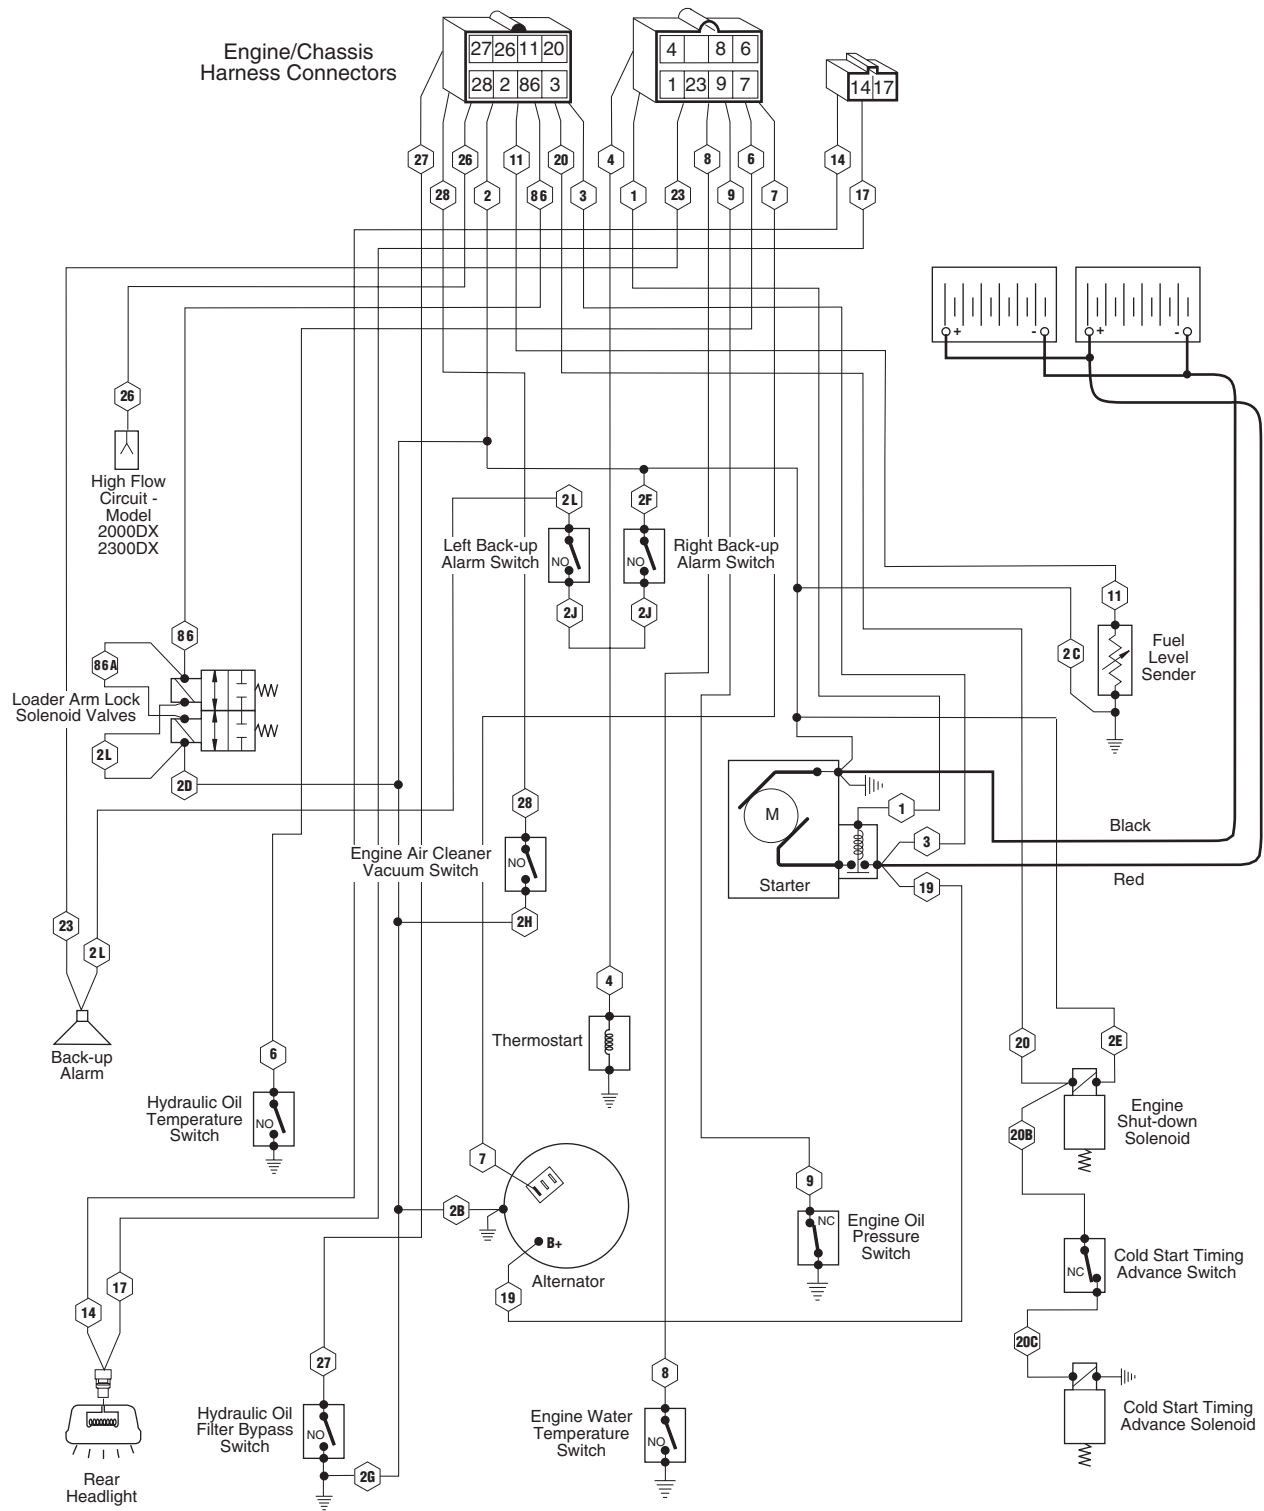 Engine/Chassis
Harness Connectors
27 26 11 20
28 2 86 3
4 8 6
1 23 9 7
14 17
27
26
11
20
4
8
6
14
28
2
86
3
1
23
9
7
17
+ -
+ -
26
High Flow
Circuit -
Model
2000DX
2300DX
2L
2F
Left Back-up
Alarm Switch
NO
NO
Right Back-up
Alarm Switch
2J
2J
11
2C
Fuel
Level
Sender
86
86A
Loader Arm Lock
Solenoid Valves
2L
2D
28
Engine Air Cleaner
Vacuum Switch
NO
2H
M
Starter
1
3
19
Black
Red
23
2L
Back-up
Alarm
4
Thermostart
6
Hydraulic Oil
Temperature
Switch
NO
20
2E
Engine
Shut-down
Solenoid
20B
7
2B
B+
Alternator
19
9
NC
Engine Oil
Pressure
Switch
NC
Cold Start Timing
Advance Switch
20C
Cold Start Timing
Advance Solenoid
14
17
Rear
Headlight
27
Hydraulic Oil
Filter Bypass
Switch
NO
2G
8
Engine Water
Temperature
Switch
NO